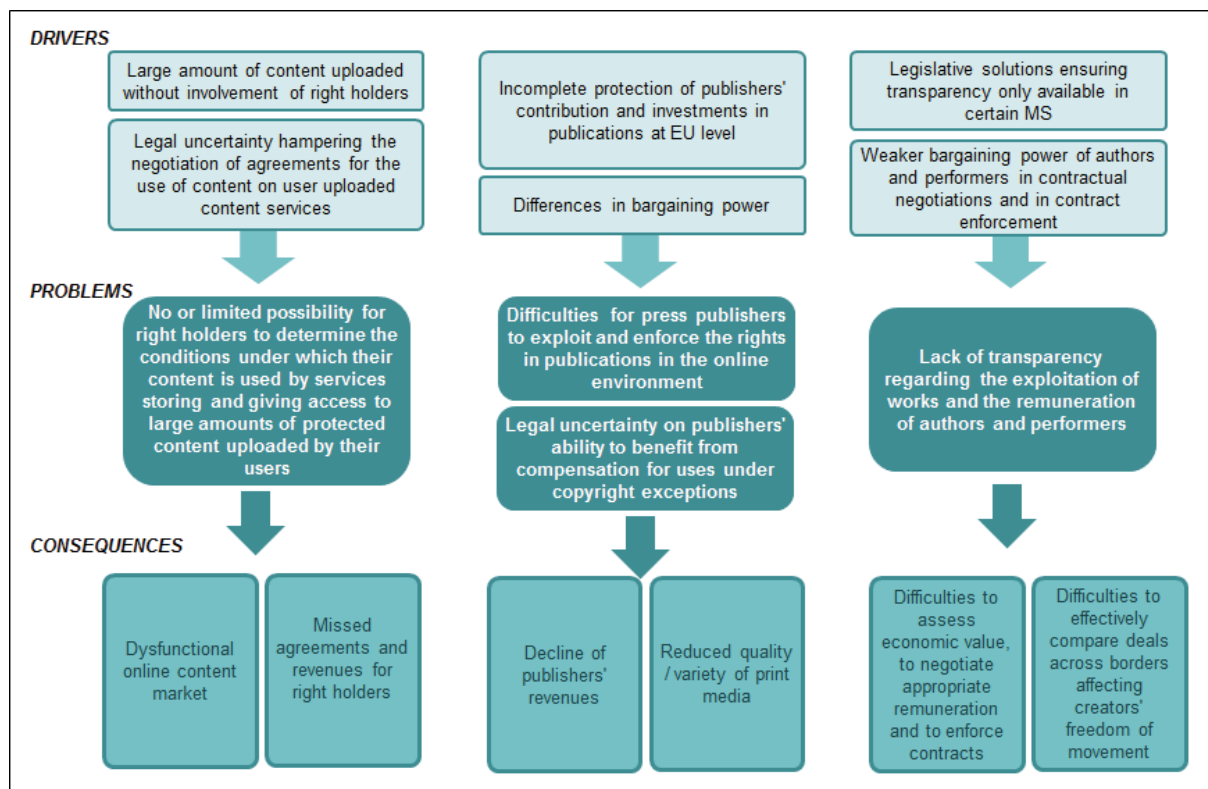 DRIVERS
Large amount of content uploaded
without involvement of right holders
Legal uncertainty hampering the
negotiation of agreements for the
use of content on user uploaded
content services
Incomplete protection of publishers'
contribution and investments in
publications at EU level
Differences in bargaining power
Legislative solutions ensuring
transparency only available in
certain MS
Weaker bargaining power of authors
and performers in contractual
negotiations and in contract
enforcement
PROBLEMS
No or limited possibility for
right holders to determine the
conditions under which their
content is used by services
storing and giving access to
large amounts of protected
content uploaded by their
users
Difficulties for press publishers
to exploit and enforce the rights
in publications in the online
environment
Legal uncertainty on publishers'
ability to benefit from
compensation for uses under
copyright exceptions
Lack of transparency
regarding the exploitation of
works and the remuneration
of authors and performers
CONSEQUENCES
Dysfunctional
online content
market
Missed
agreements and
revenues for
right holders
Decline of
publishers'
revenues
Reduced quality
/ variety of print
media
Difficulties to
assess
economic value,
to negotiate
appropriate
remuneration
and to enforce
contracts
Difficulties to
effectively
compare deals
across borders
affecting
creators'
freedom of
movement